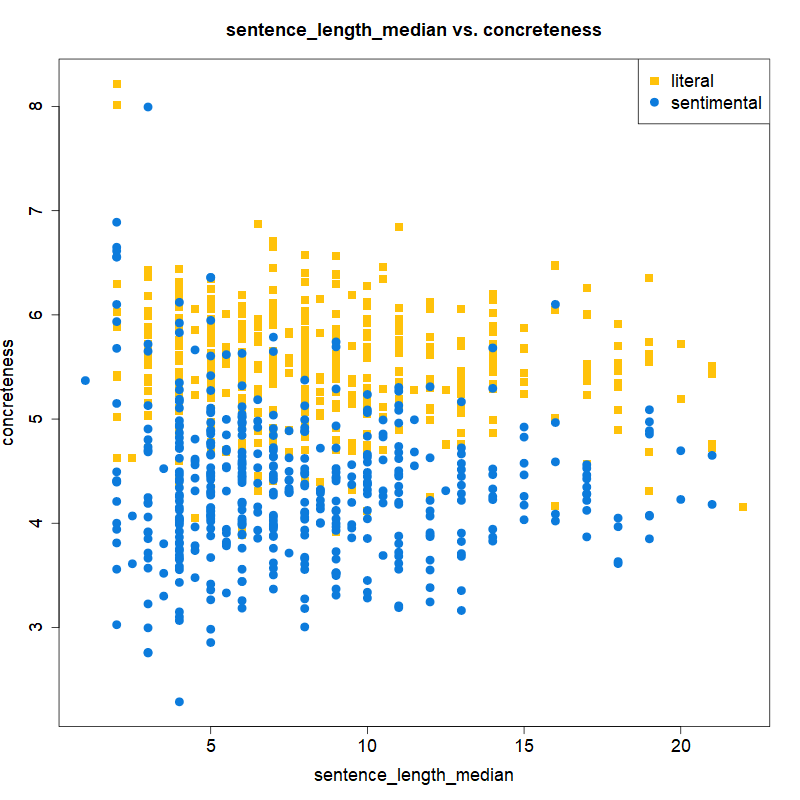 sentence_length_median vs. concreteness
literal
sentimental
concreteness
8
7
6
5
4
3
5
10
15
20
sentence_length_median